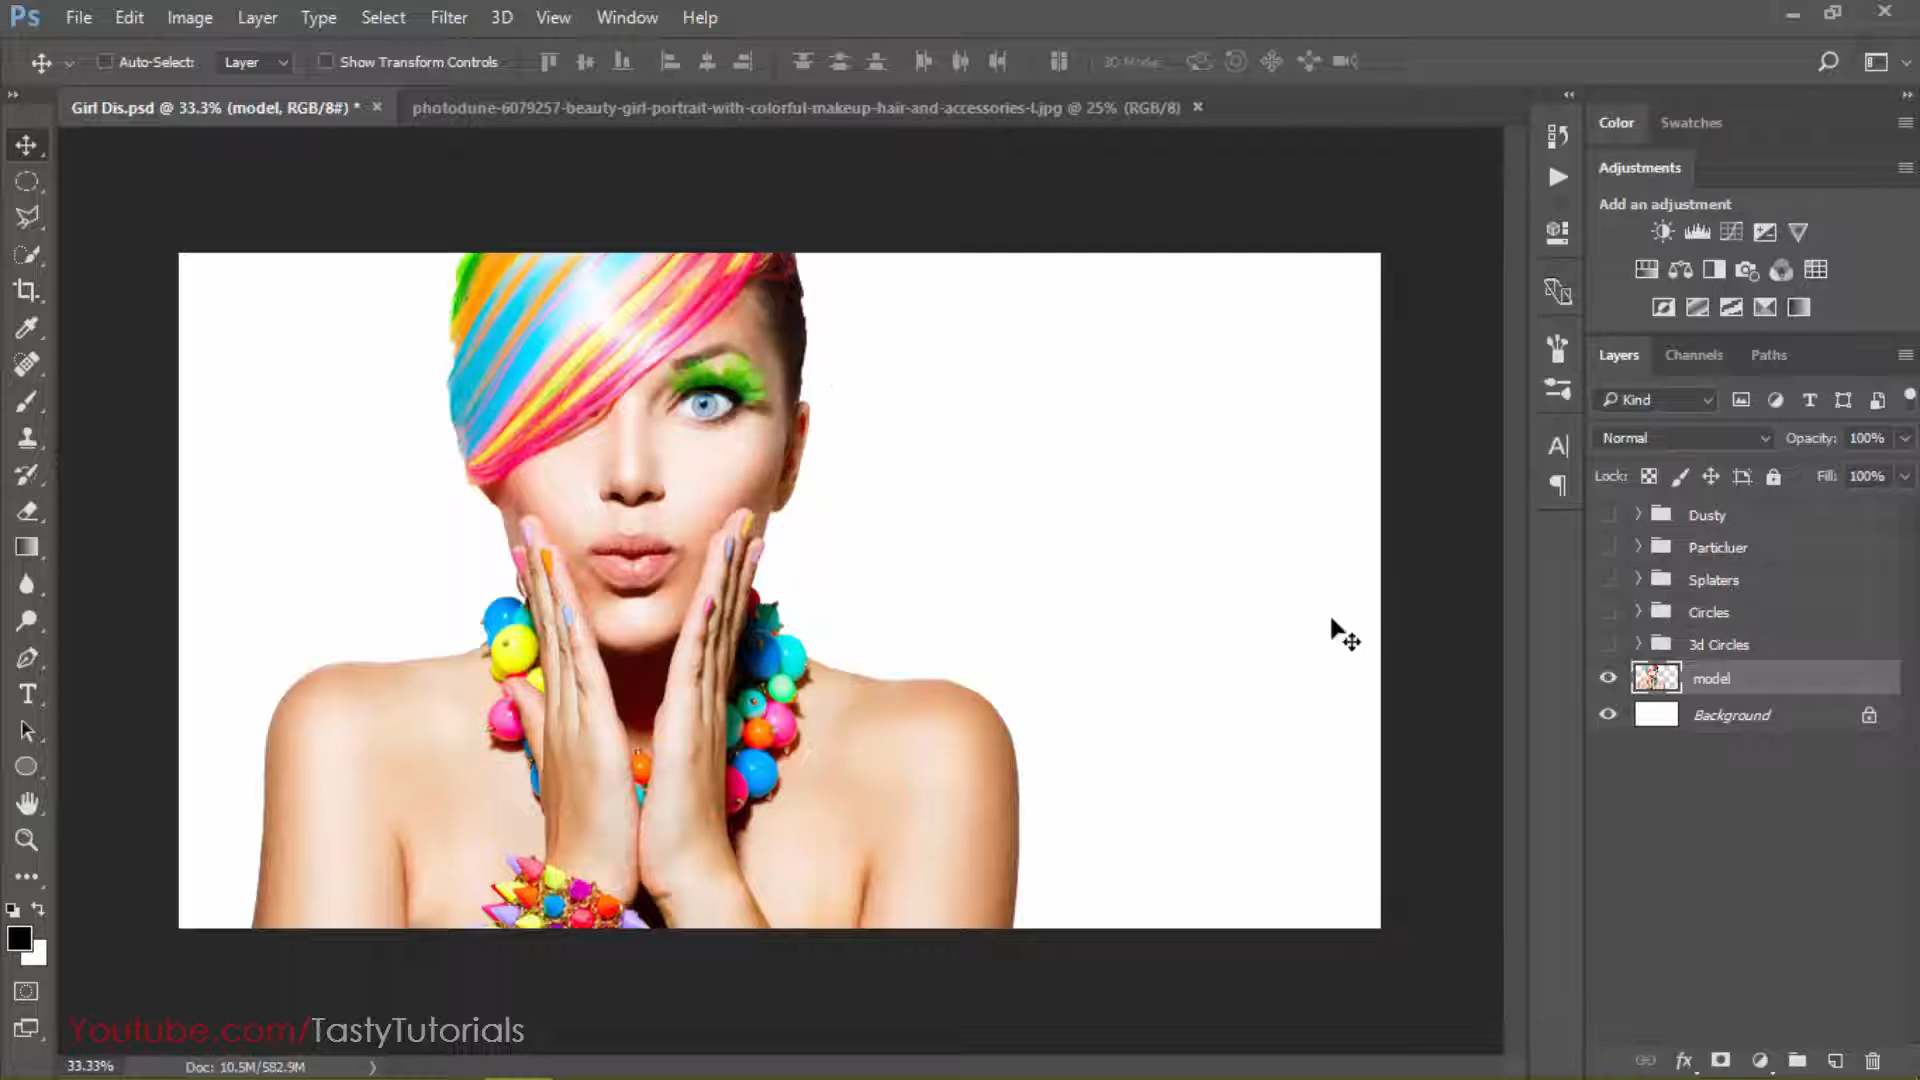 Ps File Edit Image Layer Type Select Filter 3D View Window Help
Auto-Select: Layer Show Transform Controls 3D Mode:
Girl Dis.psd @ 33.3% (model, RGB/8#) * × photodune-6079257-beauty-girl-portrait-with-colorful-makeup-hair-and-accessories-l.jpg @ 25% (RGB/8) ×
Color Swatches
Adjustments
Add an adjustment
Layers Channels Paths
Kind
Normal Opacity: 100%
Lock: Fill: 100%
Dusty
Particluer
Splaters
Circles
3d Circles
model
Background
Youtube.com/TastyTutorials
33.33% Doc: 10.5M/582.9M